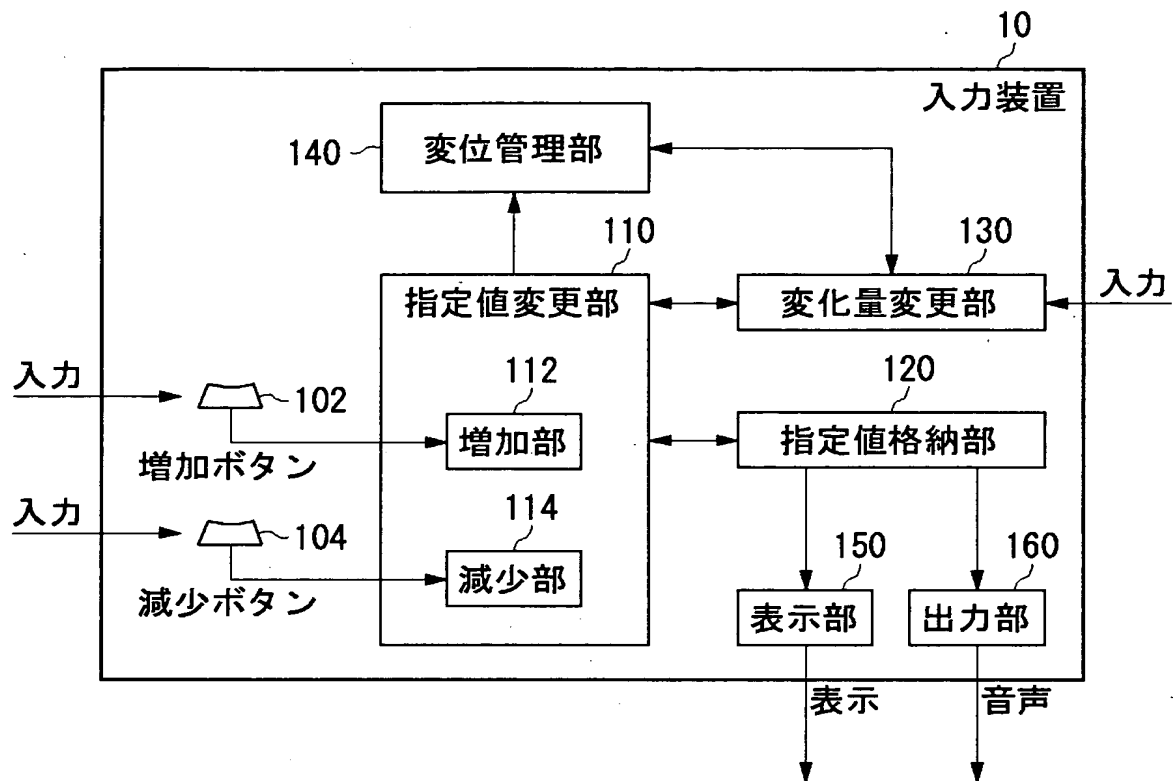 10
入力装置
140
変位管理部
110
指定値変更部
130
変化量変更部
入力
入力
102
増加ボタン
112
増加部
120
指定値格納部
入力
104
減少ボタン
114
減少部
150
表示部
160
出力部
表示
音声